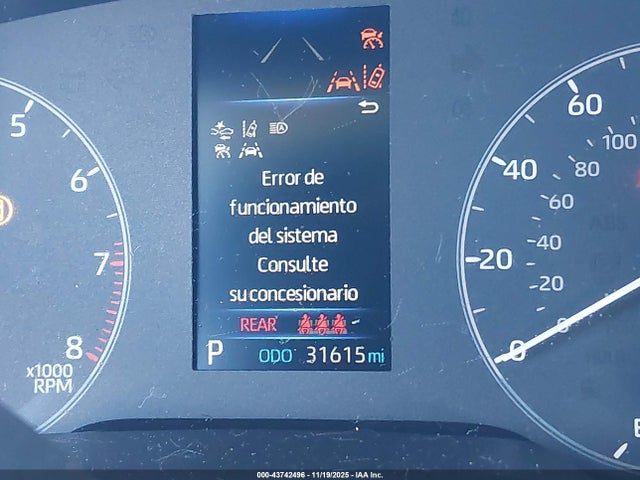 5
6
7
8
x1000
RPM
Error de
funcionamiento
del sistema
Consulte
su concesionario
REAR
P ODO 31615 mi
60
100
40
80
60
20
40
20
0
0
E
000-43742496 - 11/19/2025 - IAA Inc.